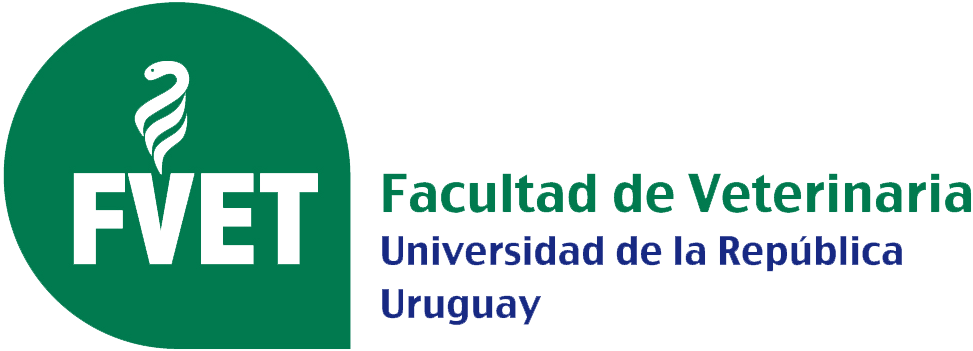 FVET
Facultad de Veterinaria
Universidad de la República
Uruguay